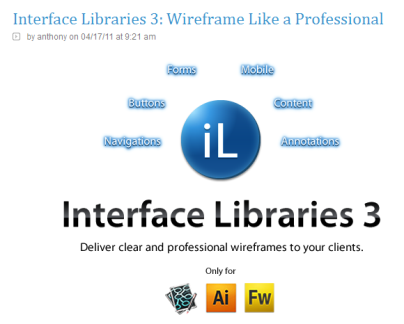 Interface Libraries 3: Wireframe Like a Professional
by anthony on 04/17/11 at 9:21 am
Forms
Mobile
Buttons
Content
Navigations
iL
Annotations
Interface Libraries 3
Deliver clear and professional wireframes to your clients.
Only for
Ai
Fw